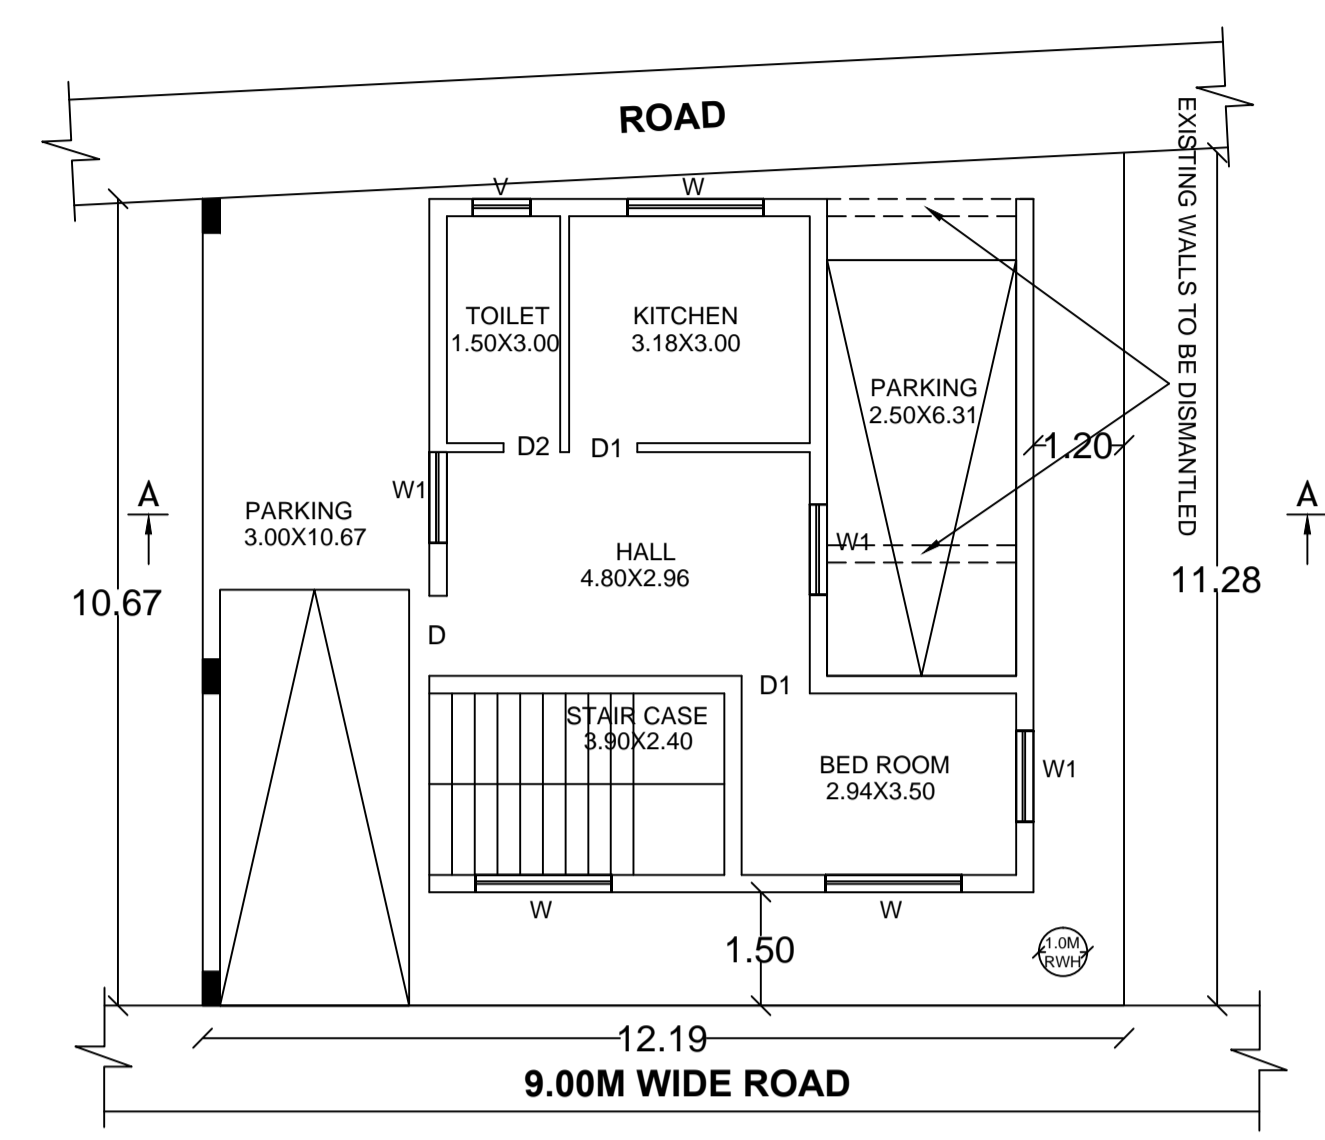 ROAD
EXISTING WALLS TO BE DISMANTLED
V
W
TOILET
1.50X3.00
KITCHEN
3.18X3.00
PARKING
2.50X6.31
D2
D1
1.20
W1
A
A
PARKING
3.00X10.67
HALL
4.80X2.96
W1
10.67
11.28
D
D1
STAIR CASE
3.90X2.40
BED ROOM
2.94X3.50
W1
W
W
1.50
1.0M
RWH
12.19
9.00M WIDE ROAD